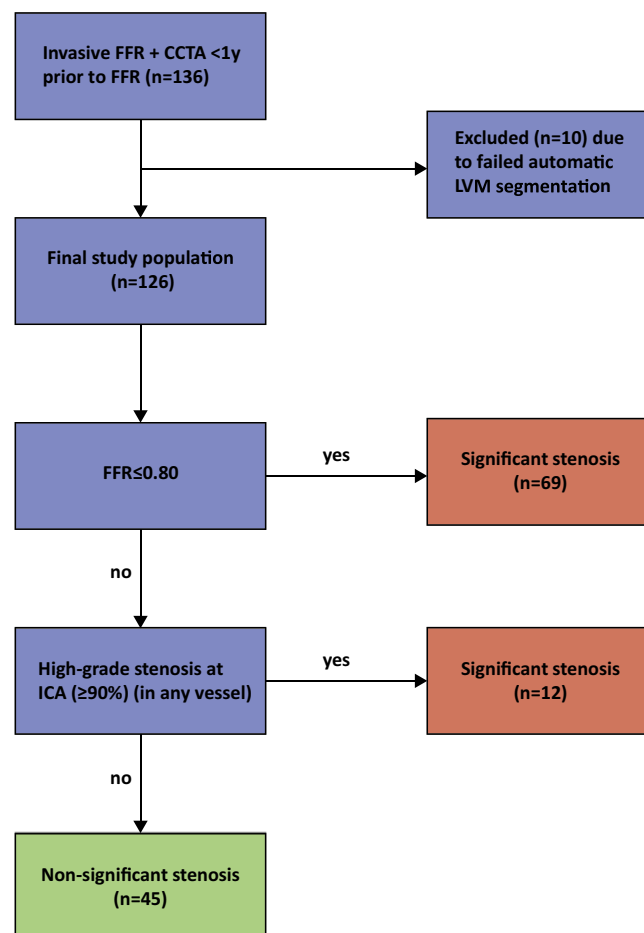 Invasive FFR + CCTA <1y
prior to FFR (n=136)
Excluded (n=10) due
to failed automatic
LVM segmentation
Final study population
(n=126)
FFR≤0.80
yes
Significant stenosis
(n=69)
no
High-grade stenosis at
ICA (≥90%) (in any vessel)
yes
Significant stenosis
(n=12)
no
Non-significant stenosis
(n=45)